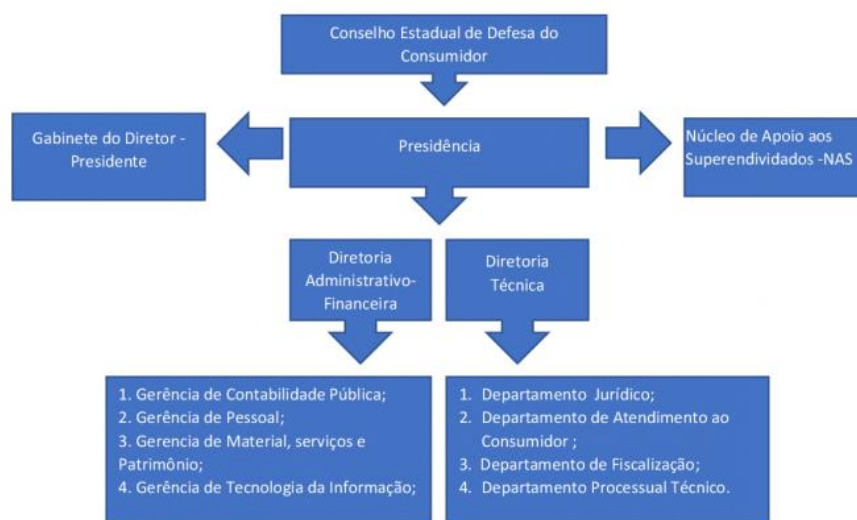 Conselho Estadual de Defesa do
Consumidor
Gabinete do Diretor -
Presidente
Presidência
Núcleo de Apoio aos
Superendividados -NAS
Diretoria
Administrativo-
Financeira
Diretoria
Técnica
1. Gerência de Contabilidade Pública;
2. Gerência de Pessoal;
3. Gerencia de Material, serviços e
Patrimônio;
4. Gerência de Tecnologia da Informação;
1. Departamento Jurídico;
2. Departamento de Atendimento ao
Consumidor ;
3. Departamento de Fiscalização;
4. Departamento Processual Técnico.